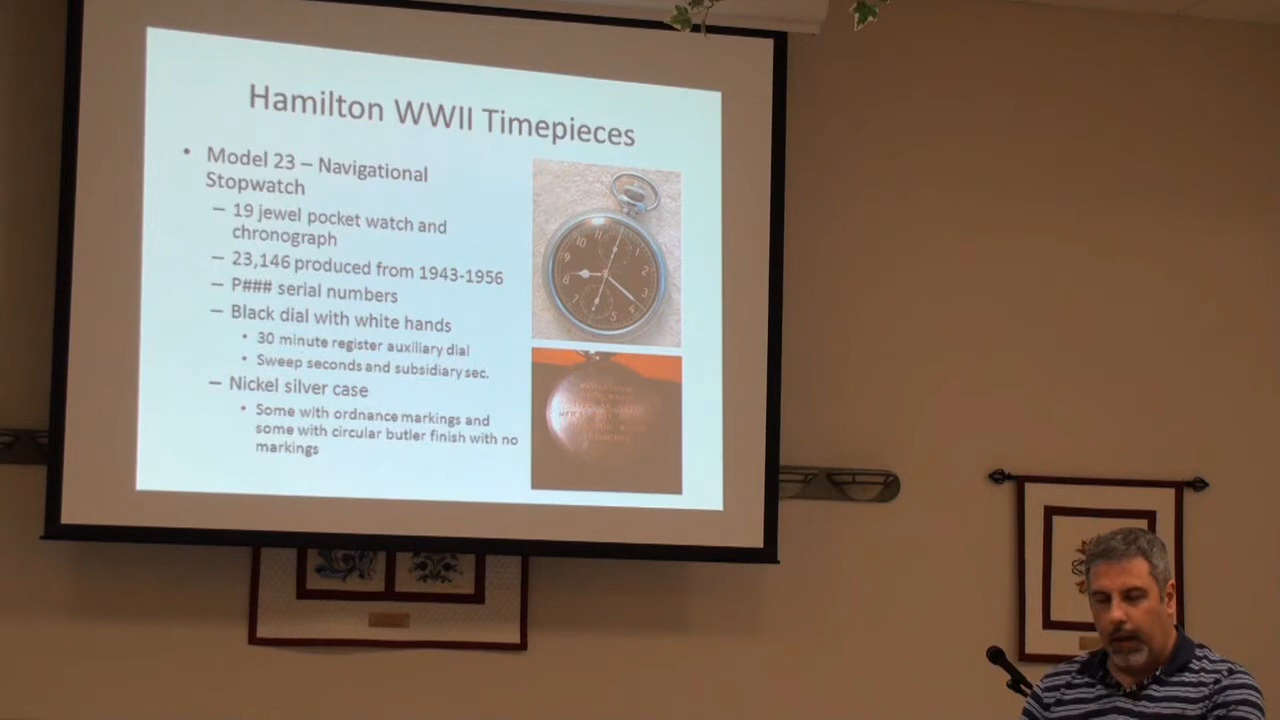 Hamilton WWII Timepieces
• Model 23 – Navigational
Stopwatch
– 19 jewel pocket watch and
chronograph
– 23,146 produced from 1943-1956
– P### serial numbers
– Black dial with white hands
• 30 minute register auxiliary dial
• Sweep seconds and subsidiary sec.
– Nickel silver case
• Some with ordnance markings and
some with circular butler finish with no
markings